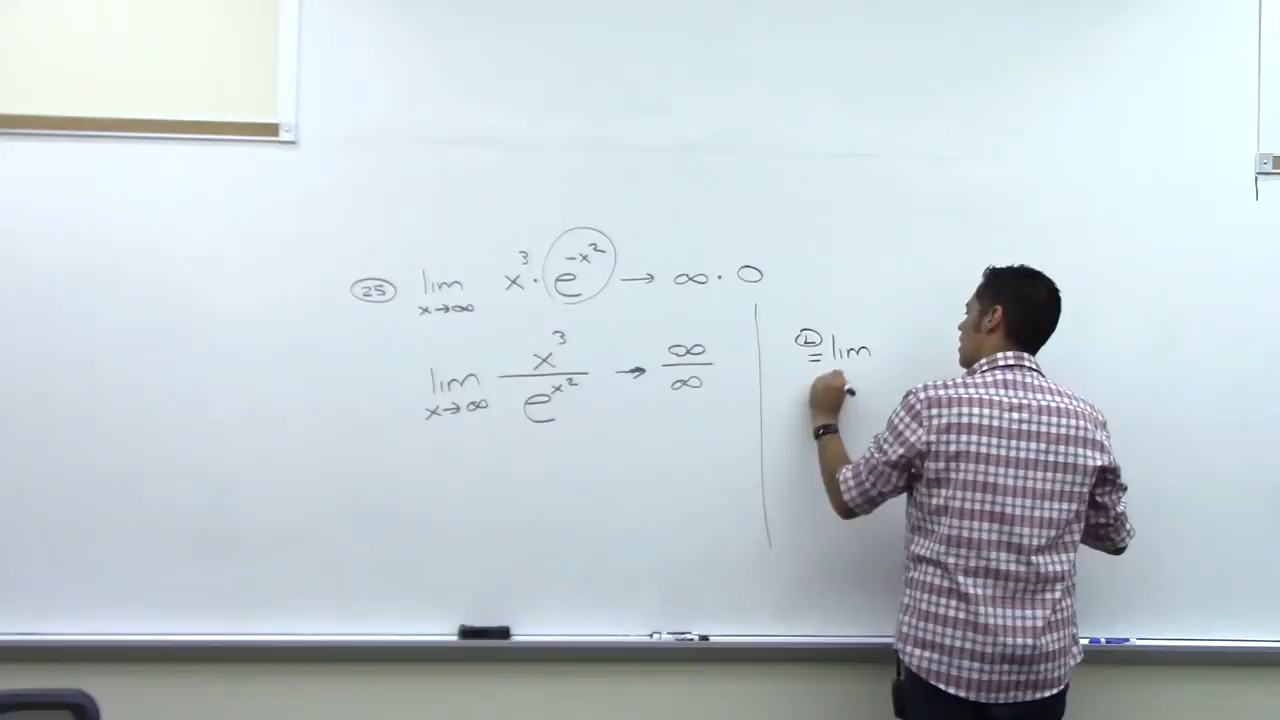 (25) lim x→∞ x³ · e^(-x²) → ∞ · 0
lim x→∞ x³/e^(x²) → ∞/∞
(L) = lim